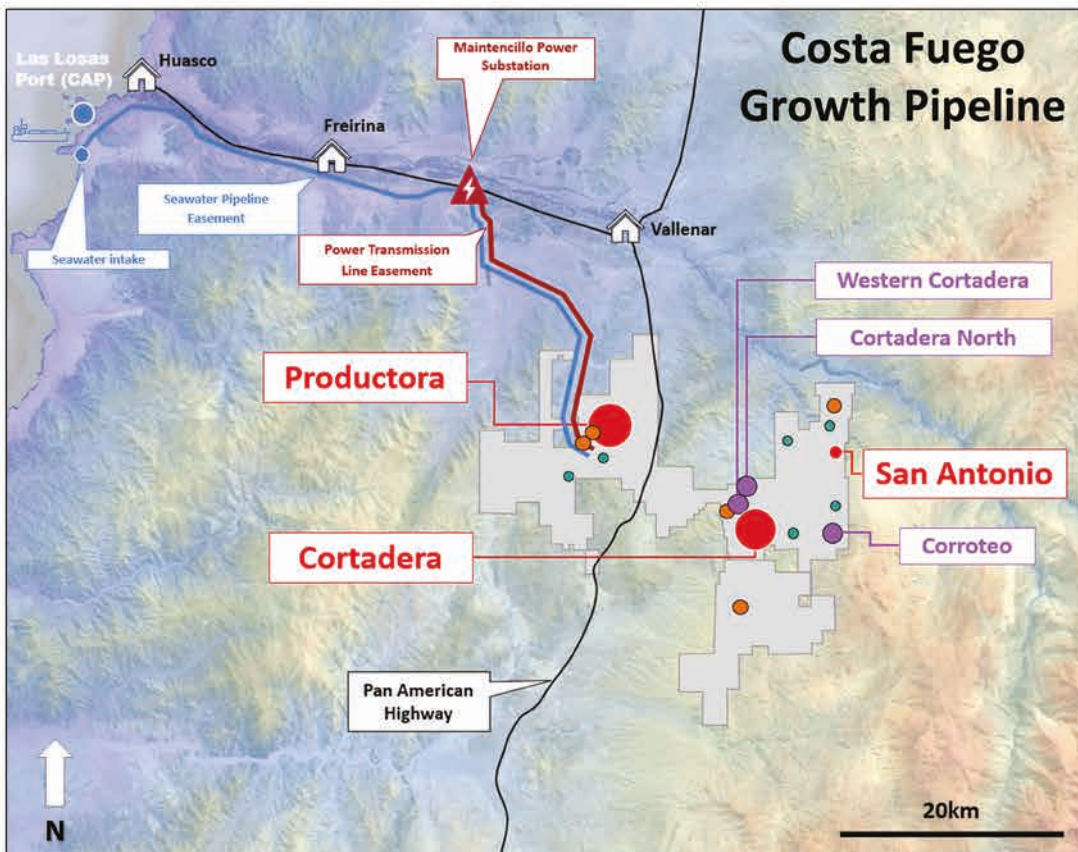 Costa Fuego
Growth Pipeline
Las Losas
Port (CAP)
Huasco
Maintencillo Power
Substation
Freirina
Seawater Pipeline
Easement
Seawater intake
Power Transmission
Line Easement
Vallenar
Western Cortadera
Cortadera North
Productora
San Antonio
Cortadera
Corroteo
Pan American
Highway
N
20km